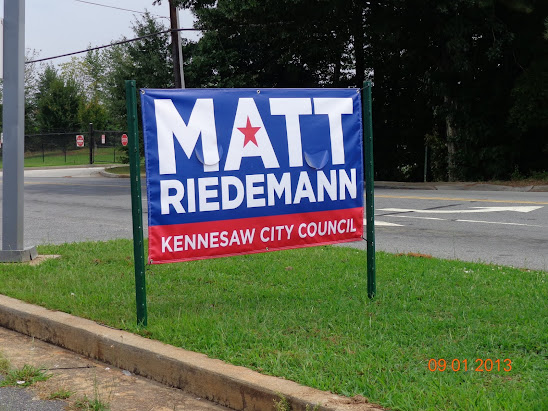 MATT
RIEDEMANN
KENNESAW CITY COUNCIL
09.01.2013